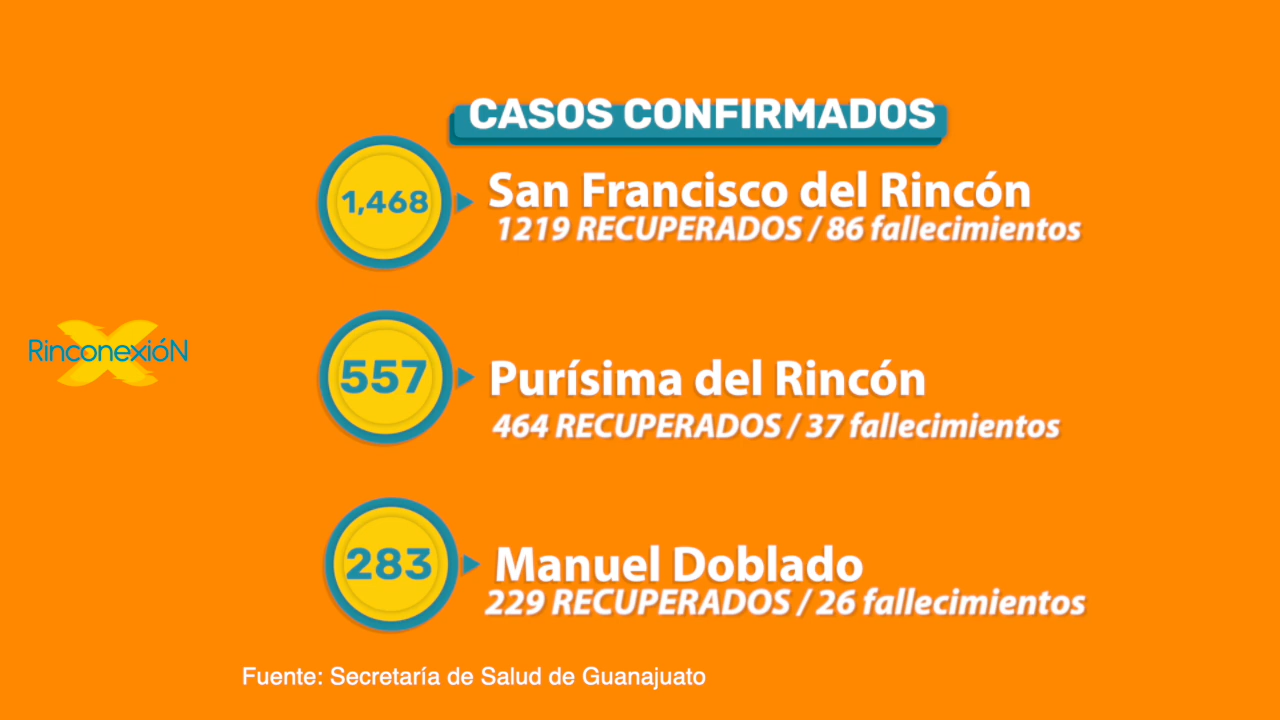 CASOS CONFIRMADOS
1,468
San Francisco del Rincón
1219 RECUPERADOS / 86 fallecimientos
RinconexióN
557
Purísima del Rincón
464 RECUPERADOS / 37 fallecimientos
283
Manuel Doblado
229 RECUPERADOS / 26 fallecimientos
Fuente: Secretaría de Salud de Guanajuato